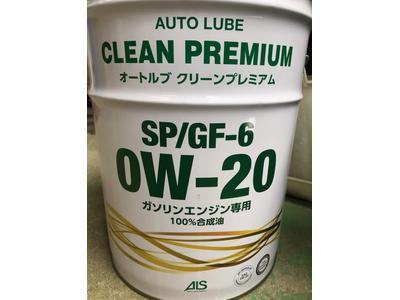 AUTO LUBE
CLEAN PREMIUM
オートルブ クリーンプレミアム
SP/GF-6
0W-20
ガソリンエンジン専用
100%合成油
ALS